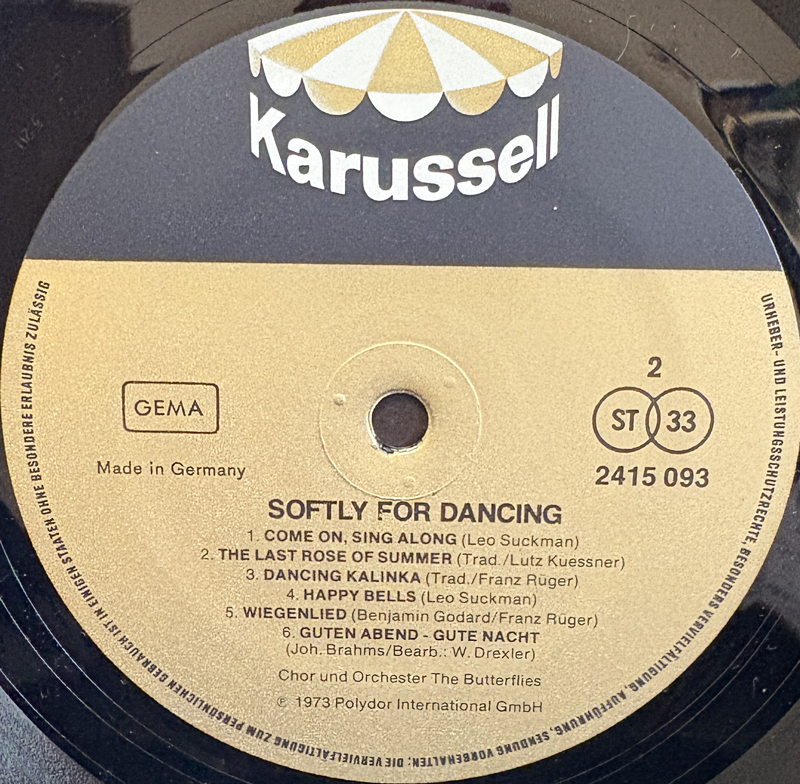 Karussell
GEMA
Made in Germany
2
ST 33
2415 093
SOFTLY FOR DANCING
1. COME ON, SING ALONG (Leo Suckman)
2. THE LAST ROSE OF SUMMER (Trad./Lutz Kuessner)
3. DANCING KALINKA (Trad./Franz Rüger)
4. HAPPY BELLS (Leo Suckman)
5. WIEGENLIED (Benjamin Godard/Franz Rüger)
6. GUTEN ABEND - GUTE NACHT
(Joh. Brahms/Bearb.: W. Drexler)
Chor und Orchester The Butterflies
℗ 1973 Polydor International GmbH
URHEBER- UND LEISTUNGSSCHUTZRECHTE, BESONDERS VERVIELFÄLTIGUNG, AUFFÜHRUNG, SENDUNG VORBEHALTEN; DIE VERVIELFÄLTIGUNG ZUM PERSÖNLICHEN GEBRAUCH IST IN EINIGEN STAATEN OHNE BESONDERE ERLAUBNIS ZULÄSSIG